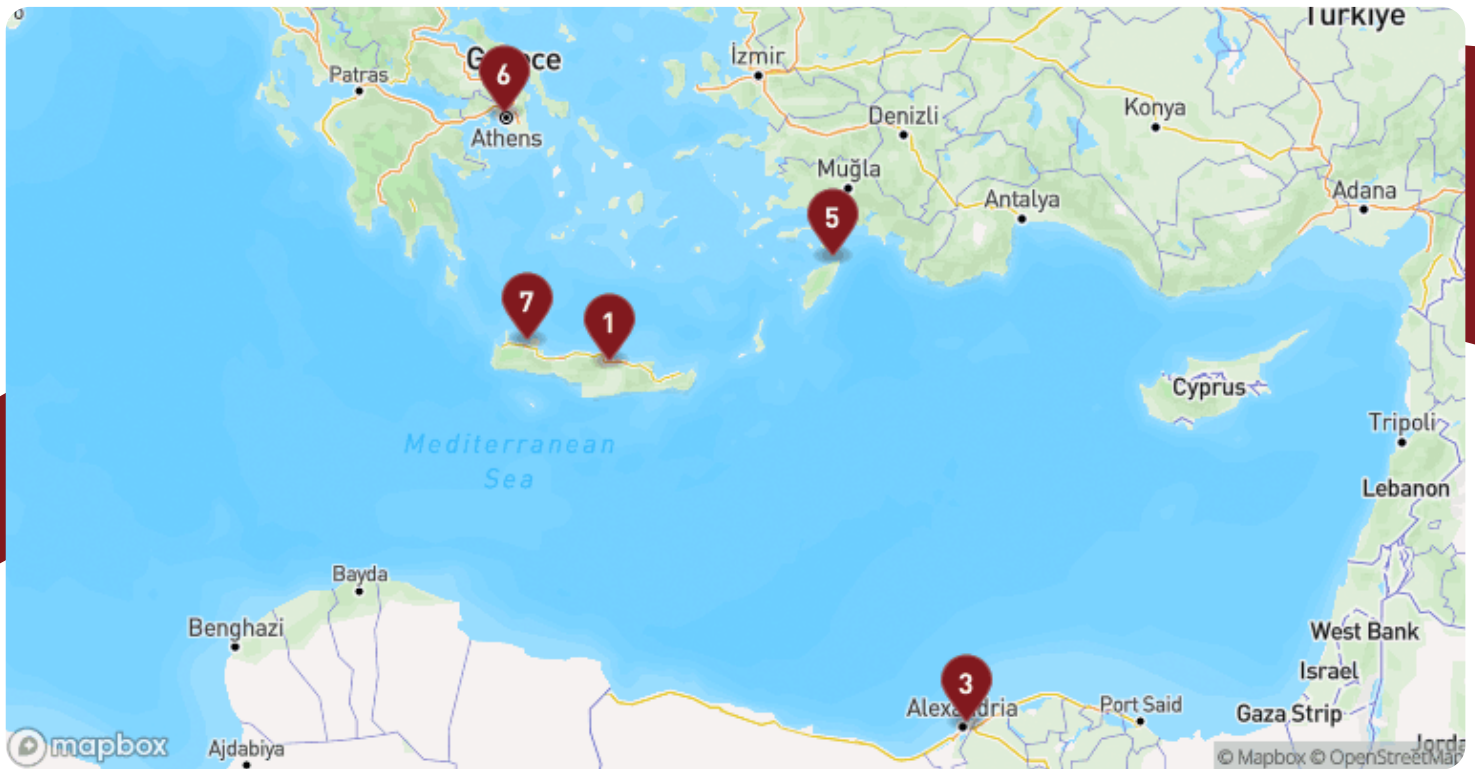 Türkiye
Greece
6
İzmir
Patras
Konya
Denizli
Athens
Muğla
Adana
Antalya
5
7
1
Cyprus
Tripoli
Mediterranean
Sea
Lebanon
Bayda
Benghazi
West Bank
Israel
3
Alexandria
Port Said
Gaza Strip
Jorda
mapbox
Ajdabiya
© Mapbox © OpenStreetMap